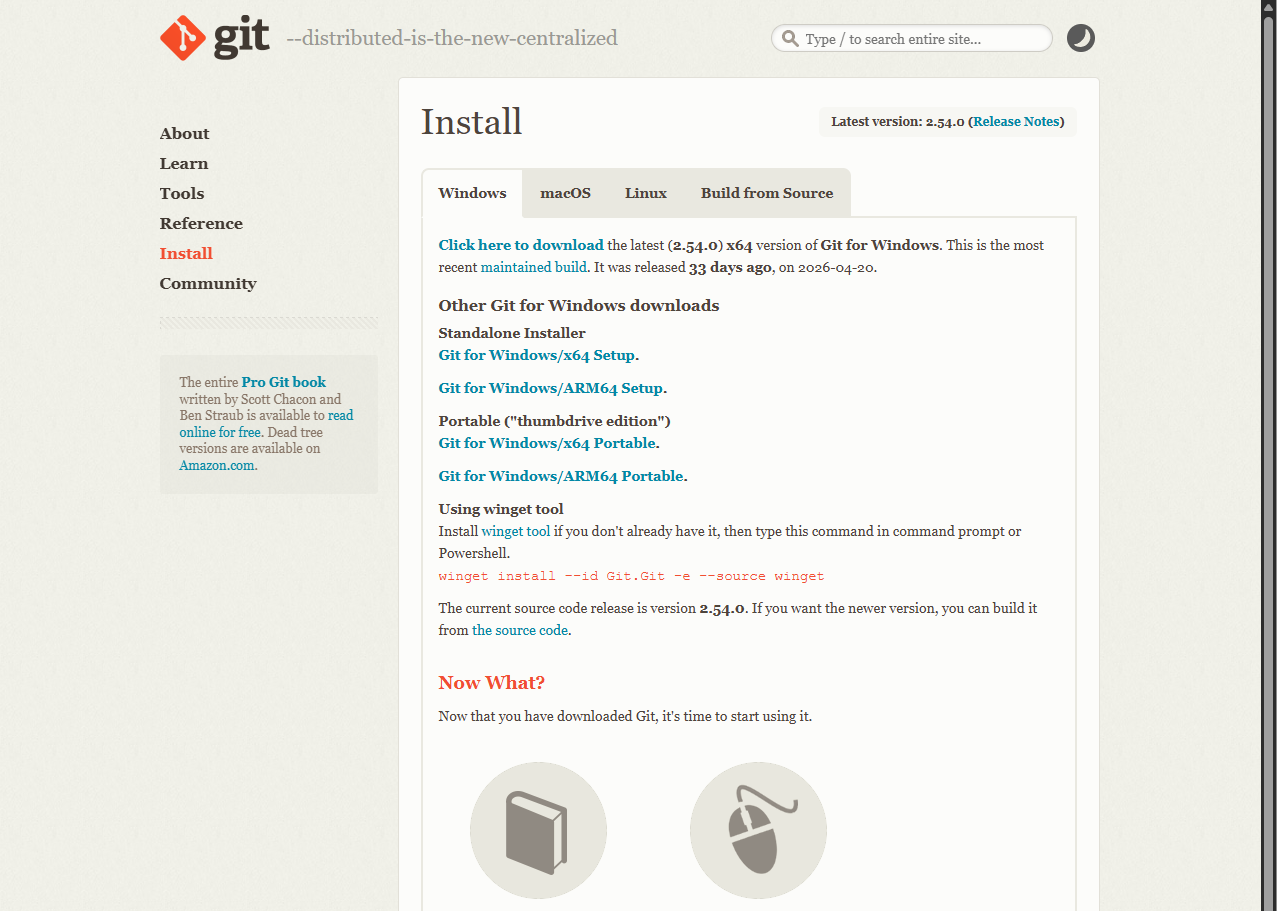 git --distributed-is-the-new-centralized
Type / to search entire site...
About
Learn
Tools
Reference
Install
Community
The entire Pro Git book
written by Scott Chacon and
Ben Straub is available to read
online for free. Dead tree
versions are available on
Amazon.com.
Install
Latest version: 2.54.0 (Release Notes)
Windows macOS Linux Build from Source
Click here to download the latest (2.54.0) x64 version of Git for Windows. This is the most
recent maintained build. It was released 33 days ago, on 2026-04-20.
Other Git for Windows downloads
Standalone Installer
Git for Windows/x64 Setup.
Git for Windows/ARM64 Setup.
Portable ("thumbdrive edition")
Git for Windows/x64 Portable.
Git for Windows/ARM64 Portable.
Using winget tool
Install winget tool if you don't already have it, then type this command in command prompt or
Powershell.
winget install --id Git.Git -e --source winget
The current source code release is version 2.54.0. If you want the newer version, you can build it
from the source code.
Now What?
Now that you have downloaded Git, it's time to start using it.